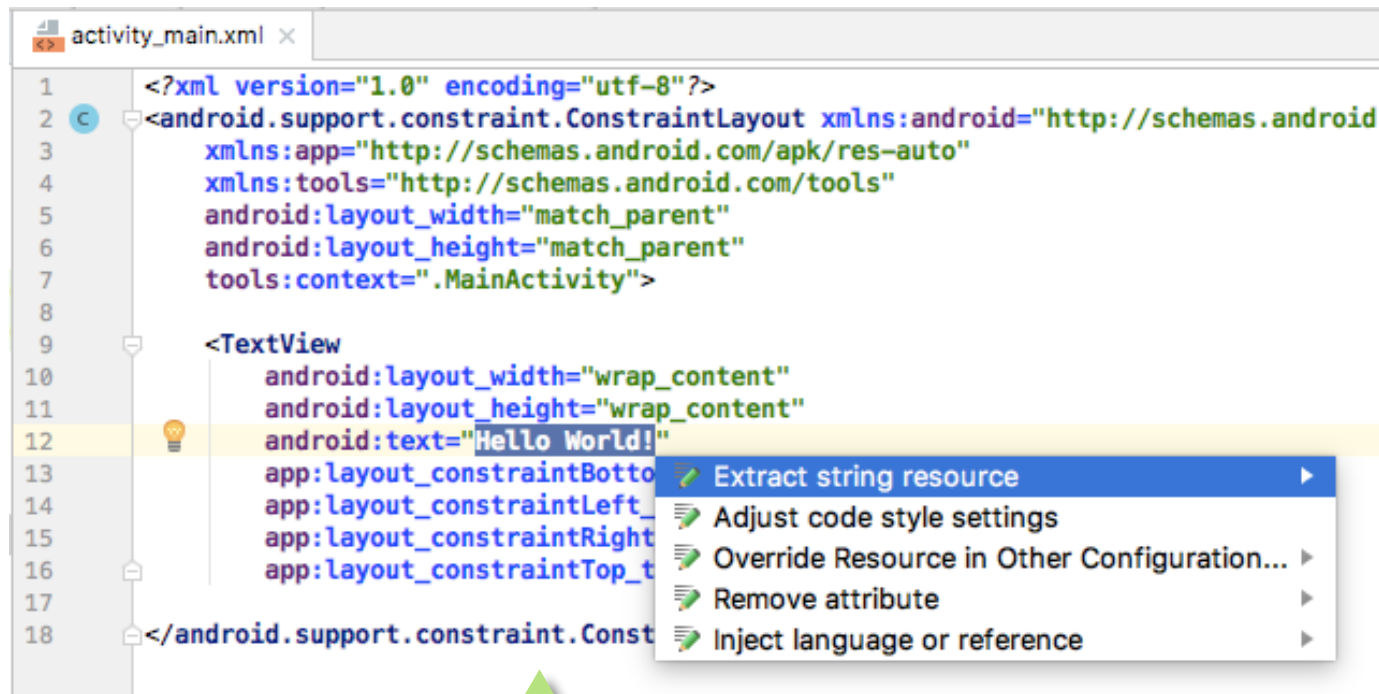 activity_main.xml ×
1 <?xml version="1.0" encoding="utf-8"?>
2 C <android.support.constraint.ConstraintLayout xmlns:android="http://schemas.android
3 xmlns:app="http://schemas.android.com/apk/res-auto"
4 xmlns:tools="http://schemas.android.com/tools"
5 android:layout_width="match_parent"
6 android:layout_height="match_parent"
7 tools:context=".MainActivity">
8
9 <TextView
10 android:layout_width="wrap_content"
11 android:layout_height="wrap_content"
12 android:text="Hello World!"
13 app:layout_constraintBotto
Extract string resource
14 app:layout_constraintLeft_
Adjust code style settings
15 app:layout_constraintRight
Override Resource in Other Configuration...
16 app:layout_constraintTop_t
Remove attribute
17
18 </android.support.constraint.Const
Inject language or reference